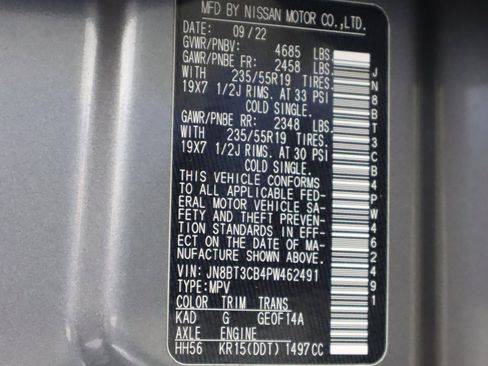 MFD BY NISSAN MOTOR CO.,LTD.
DATE: 09/22
GVWR/PNBV: 4685 LBS.
GAWR/PNBE FR: 2458 LBS.
WITH 235/55R19 TIRES.
19X7 1/2J RIMS. AT 33 PSI
COLD SINGLE.
GAWR/PNBE RR: 2348 LBS.
WITH 235/55R19 TIRES.
19X7 1/2J RIMS. AT 30 PSI
COLD SINGLE.
THIS VEHICLE CONFORMS
TO ALL APPLICABLE FED-
ERAL MOTOR VEHICLE SA-
FETY AND THEFT PREVEN-
TION STANDARDS IN EFF-
ECT ON THE DATE OF MA-
NUFACTURE SHOWN ABOVE.
VIN: JN8BT3CB4PW462491
TYPE:MPV
COLOR TRIM TRANS
KAD G GE0F14A
AXLE ENGINE
HH56 KR15(DDT) 1497CC
JN8BT3CB4PW462491